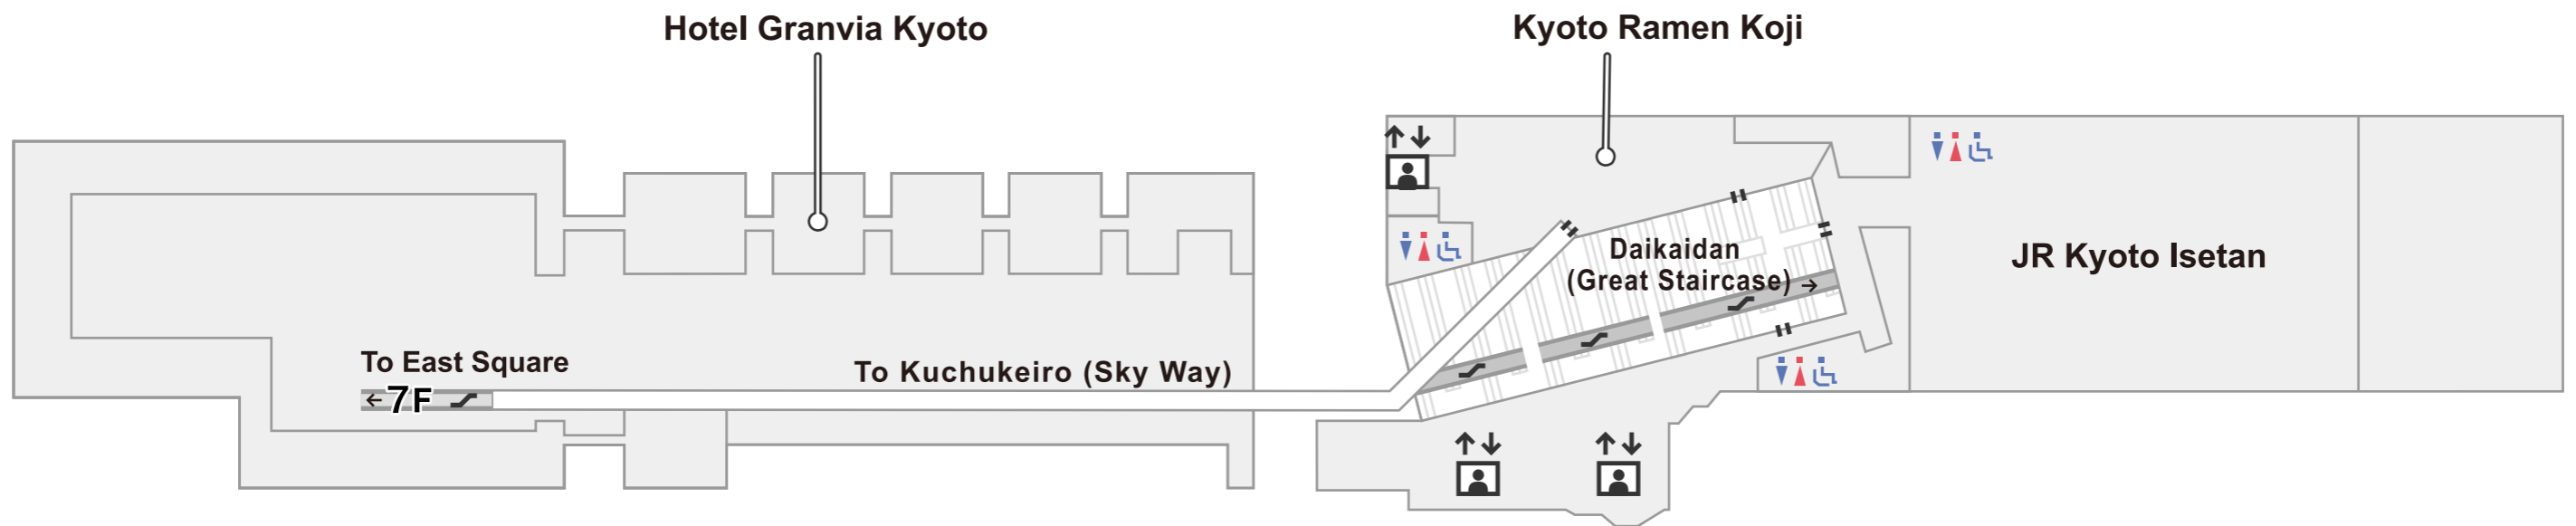 Hotel Granvia Kyoto
Kyoto Ramen Koji
Daikaidan
(Great Staircase)
JR Kyoto Isetan
To East Square
7F
To Kuchukeiro (Sky Way)